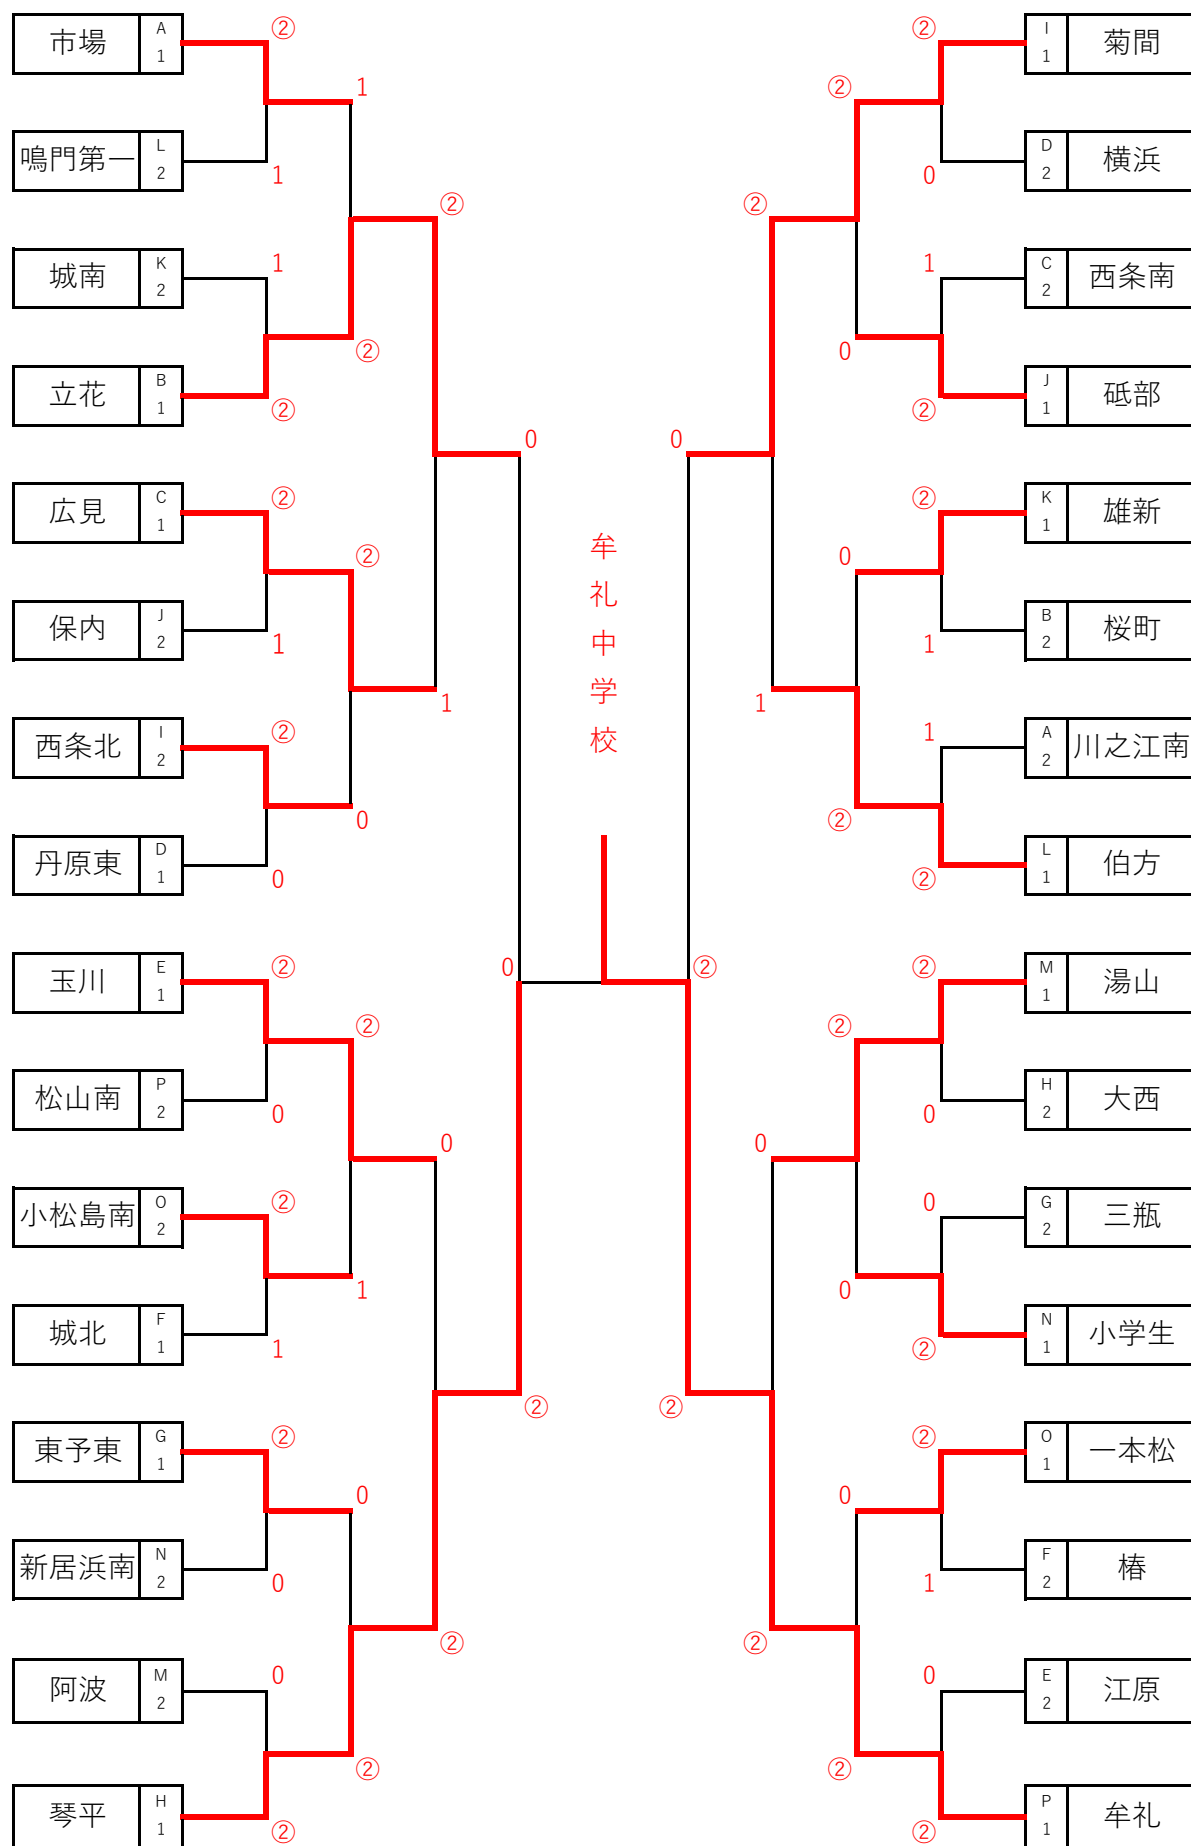 市場 A 1 ②
1
鳴門第一 L 2 1
②
城南 K 2 1
②
立花 B 1 ②
0
広見 C 1 ②
②
保内 J 2 1
1
西条北 I 2 ②
0
丹原東 D 1 0
0
玉川 E 1 ②
②
松山南 P 2 0
0
小松島南 O 2 ②
1
城北 F 1 1
②
東予東 G 1 ②
0
新居浜南 N 2 0
②
阿波 M 2 0
②
琴平 H 1 ②
牟礼中学校
② I 1 菊間
②
0 D 2 横浜
②
1 C 2 西条南
0
② J 1 砥部
0
② K 1 雄新
0
1 B 2 桜町
1
1 A 2 川之江南
②
② L 1 伯方
②
② M 1 湯山
②
0 H 2 大西
0
0 G 2 三瓶
0
② N 1 小学生
②
② O 1 一本松
0
1 F 2 椿
②
0 E 2 江原
②
② P 1 牟礼